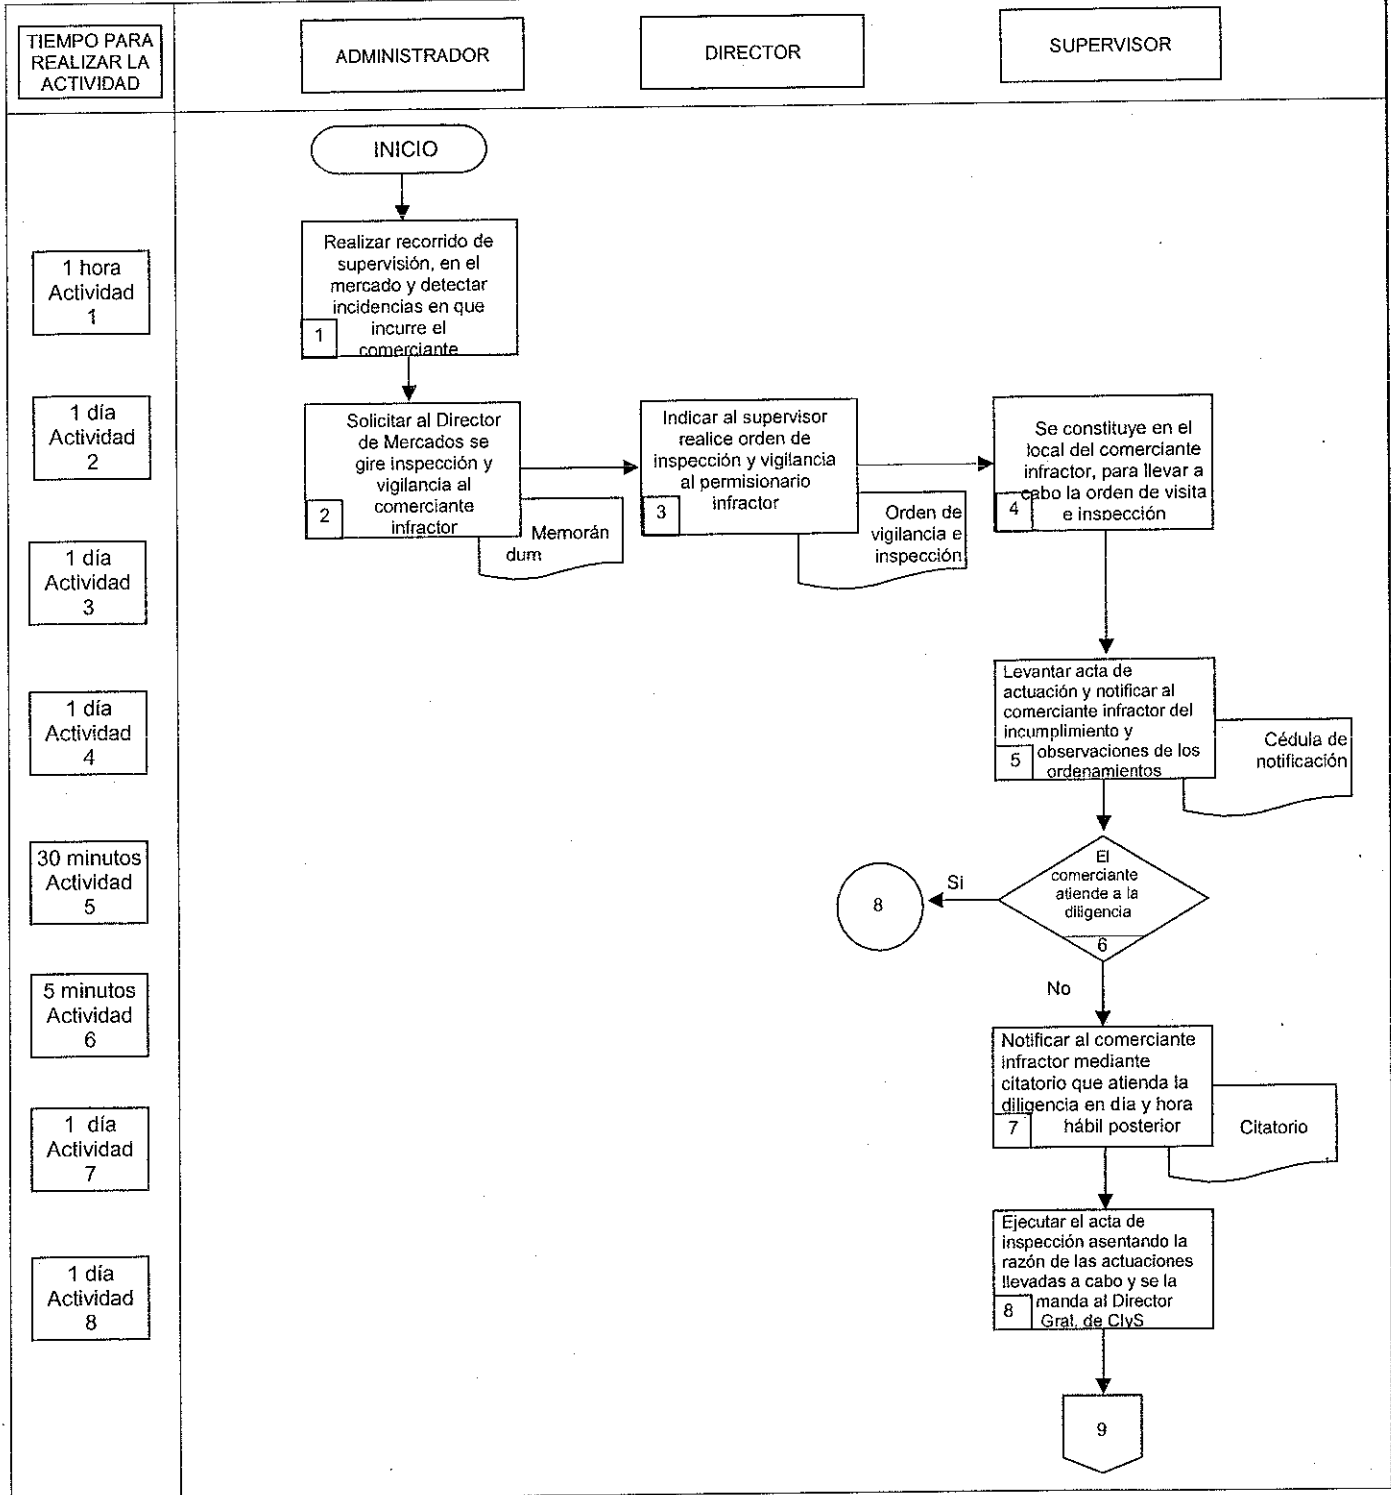 TIEMPO PARA
REALIZAR LA
ACTIVIDAD
ADMINISTRADOR
DIRECTOR
SUPERVISOR
INICIO
1 hora
Actividad
1
Realizar recorrido de
supervisión, en el
mercado y detectar
incidencias en que
incurre el
comerciante
1
1 día
Actividad
2
Solicitar al Director
de Mercados se
gire inspección y
vigilancia al
comerciante
infractor
2
Memorán
dum
Indicar al supervisor
realice orden de
inspección y vigilancia
al permisionario
infractor
3
Orden de
vigilancia e
inspección
Se constituye en el
local del comerciante
infractor, para llevar a
cabo la orden de visita
e inspección
4
1 día
Actividad
3
1 día
Actividad
4
Levantar acta de
actuación y notificar al
comerciante infractor del
incumplimiento y
observaciones de los
ordenamientos
5
Cédula de
notificación
30 minutos
Actividad
5
El
comerciante
atiende a la
diligencia
6
Si
8
No
5 minutos
Actividad
6
Notificar al comerciante
infractor mediante
citatorio que atienda la
diligencia en dia y hora
hábil posterior
7
Citatorio
1 día
Actividad
7
Ejecutar el acta de
inspección asentando la
razón de las actuaciones
llevadas a cabo y se la
manda al Director
Gral. de CIyS
8
1 día
Actividad
8
9